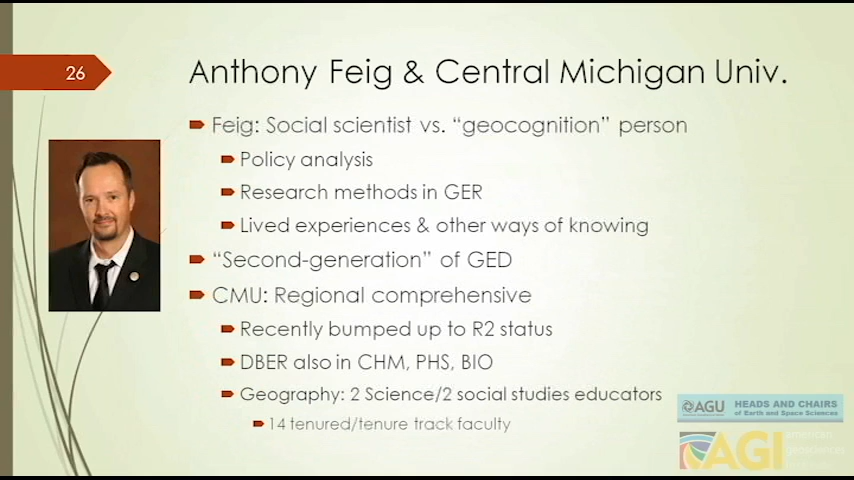 26
Anthony Feig & Central Michigan Univ.
Feig: Social scientist vs. “geocognition” person
Policy analysis
Research methods in GER
Lived experiences & other ways of knowing
“Second-generation” of GED
CMU: Regional comprehensive
Recently bumped up to R2 status
DBER also in CHM, PHS, BIO
Geography: 2 Science/2 social studies educators
14 tenured/tenure track faculty
AGU HEADS AND CHAIRS
of Earth and Space Sciences
AGI american
geosciences
institute